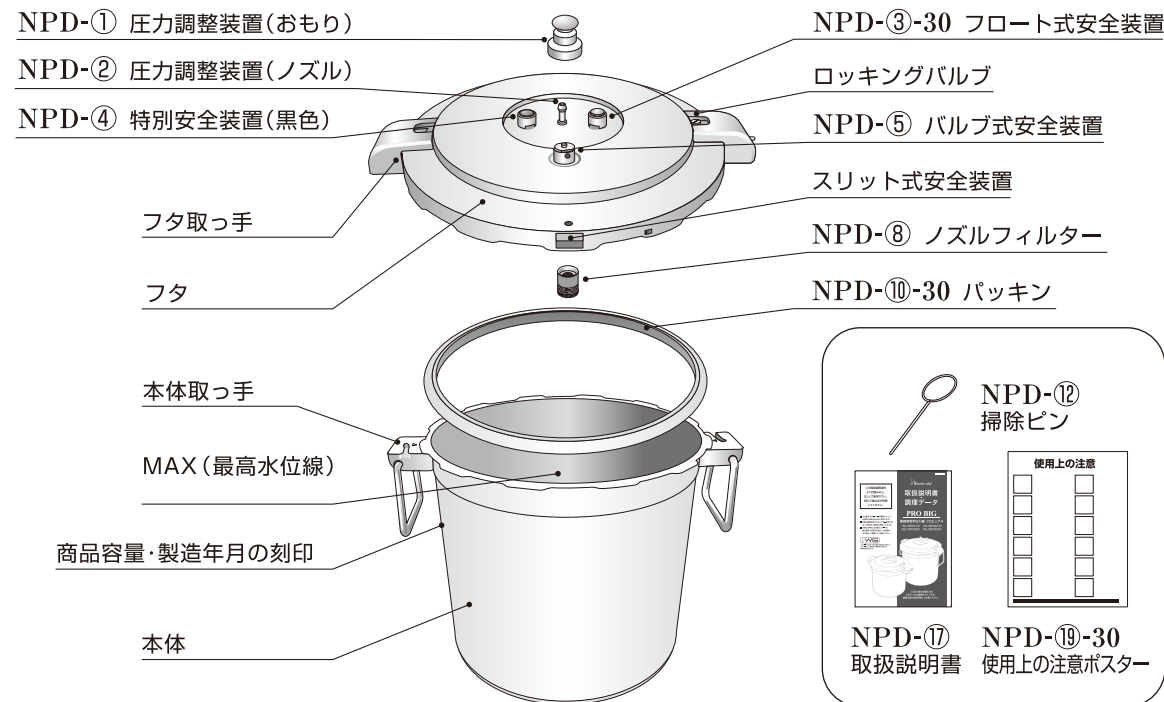 NPD-① 圧力調整装置(おもり)
NPD-② 圧力調整装置(ノズル)
NPD-④ 特別安全装置(黒色)
フタ取っ手
フタ
本体取っ手
MAX(最高水位線)
商品容量・製造年月の刻印
本体
NPD-③-30 フロート式安全装置
ロッキングバルブ
NPD-⑤ バルブ式安全装置
スリット式安全装置
NPD-⑧ ノズルフィルター
NPD-⑩-30 パッキン
NPD-⑫
掃除ピン
取扱説明書
調理データ
PRO BIG
NPD-⑰
取扱説明書
使用上の注意
NPD-⑲-30
使用上の注意ポスター